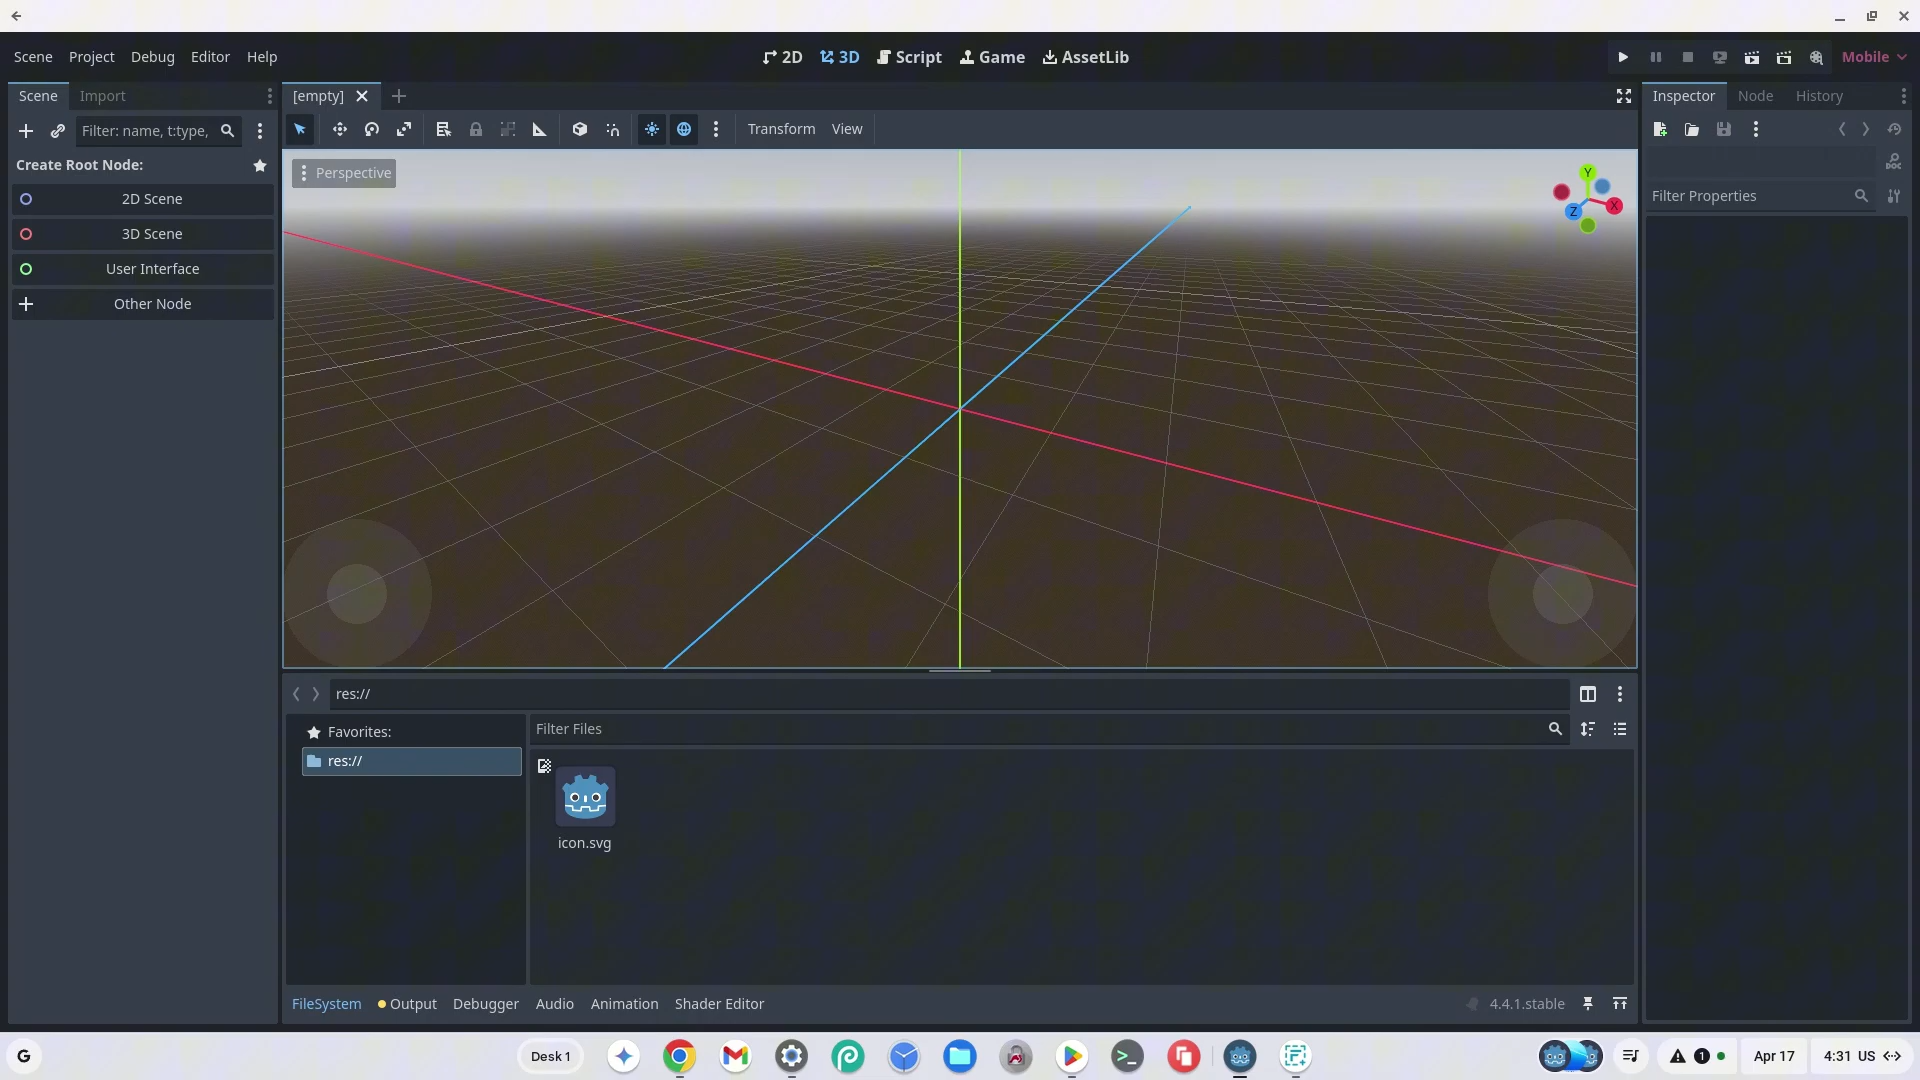 Scene Project Debug Editor Help
2D 3D Script Game AssetLib
Mobile
Scene Import
[empty]
Inspector Node History
Filter: name, t:type,
Transform View
Create Root Node:
2D Scene
3D Scene
User Interface
Other Node
Perspective
Y
Z X
Filter Properties
res://
Favorites:
res://
Filter Files
icon.svg
FileSystem Output Debugger Audio Animation Shader Editor
4.4.1.stable
G
Desk 1
1
Apr 17
4:31 US